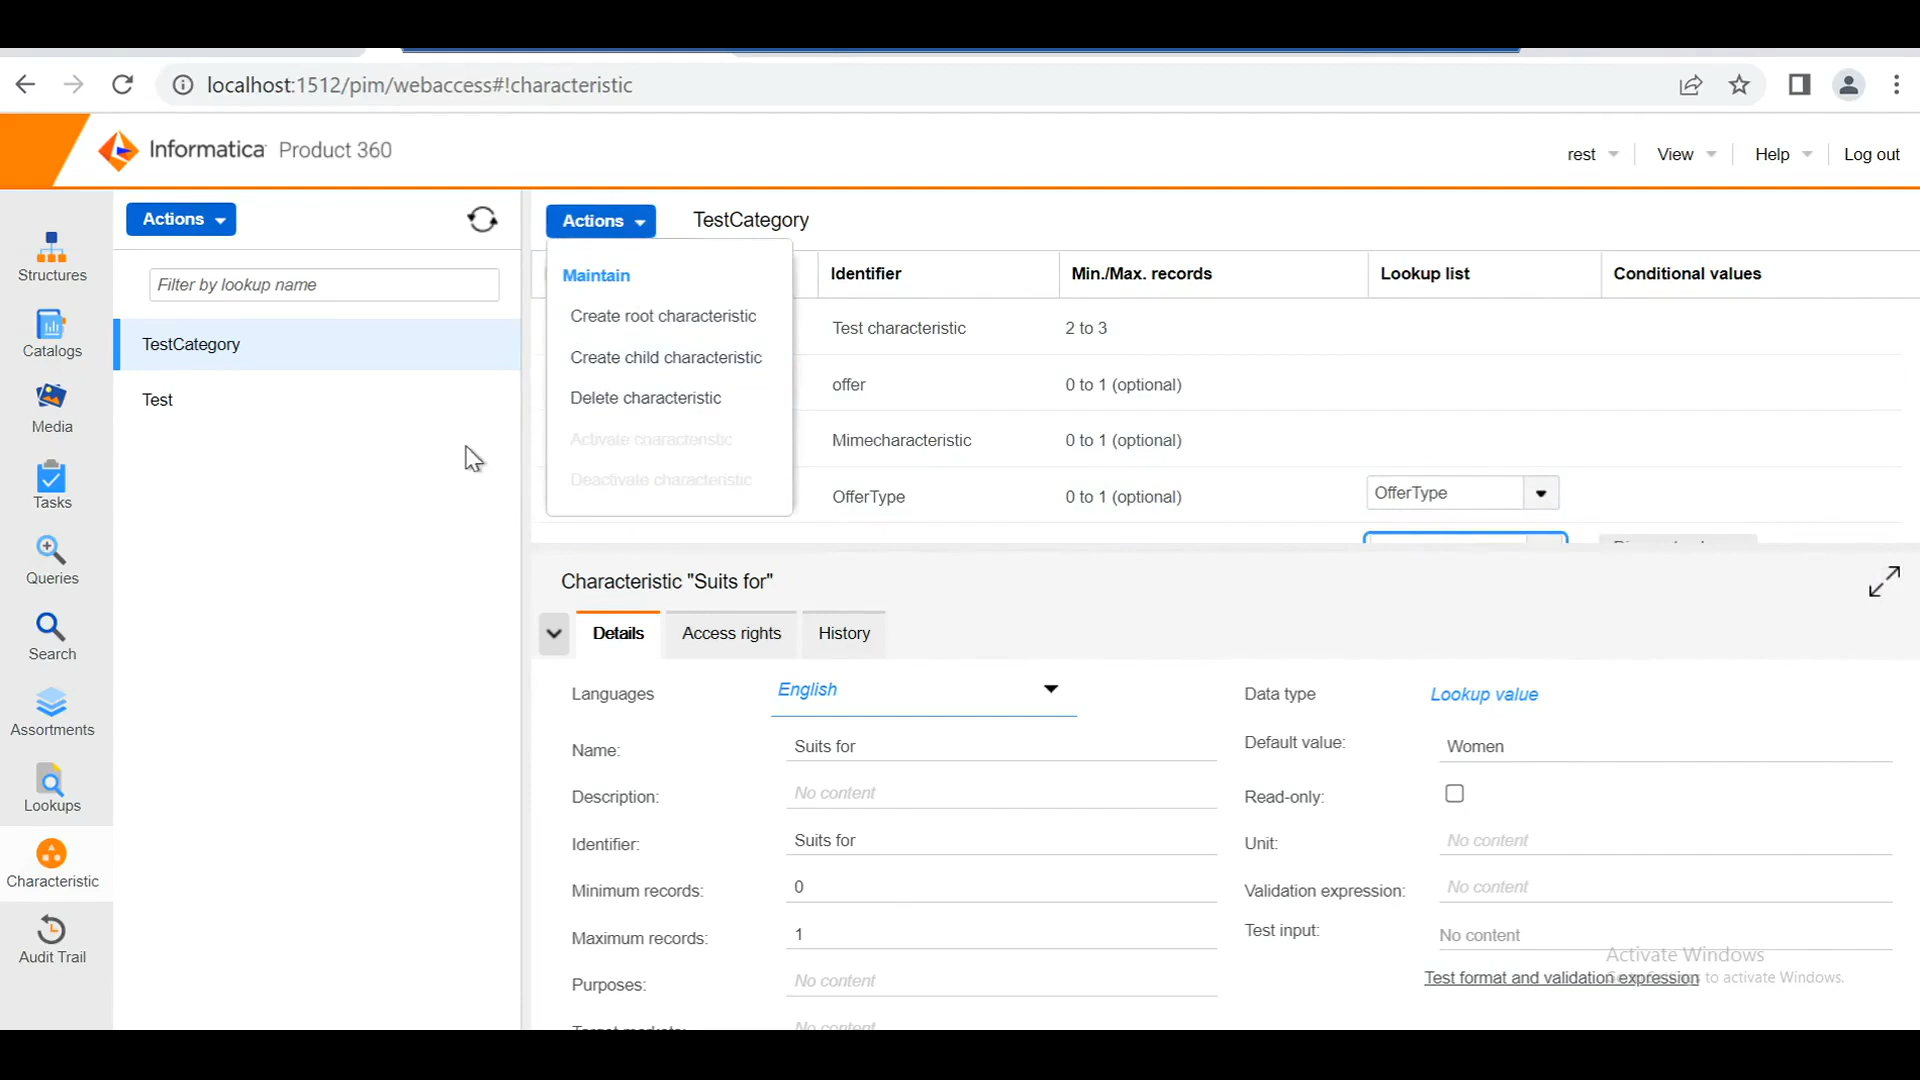 localhost:1512/pim/webaccess#!characteristic
Informatica Product 360
rest
View
Help
Log out
Structures
Catalogs
Media
Tasks
Queries
Search
Assortments
Lookups
Characteristic
Audit Trail
Actions
Filter by lookup name
TestCategory
Test
Actions
TestCategory
Maintain
Create root characteristic
Create child characteristic
Delete characteristic
Activate characteristic
Deactivate characteristic
Identifier Min./Max. records Lookup list Conditional values
Test characteristic 2 to 3
offer 0 to 1 (optional)
Mimecharacteristic 0 to 1 (optional)
OfferType 0 to 1 (optional) OfferType
Characteristic "Suits for"
Details Access rights History
Languages English
Name: Suits for
Description: No content
Identifier: Suits for
Minimum records: 0
Maximum records: 1
Purposes: No content
Data type Lookup value
Default value: Women
Read-only:
Unit: No content
Validation expression: No content
Test input: No content
Test format and validation expression
Activate Windows
to activate Windows.